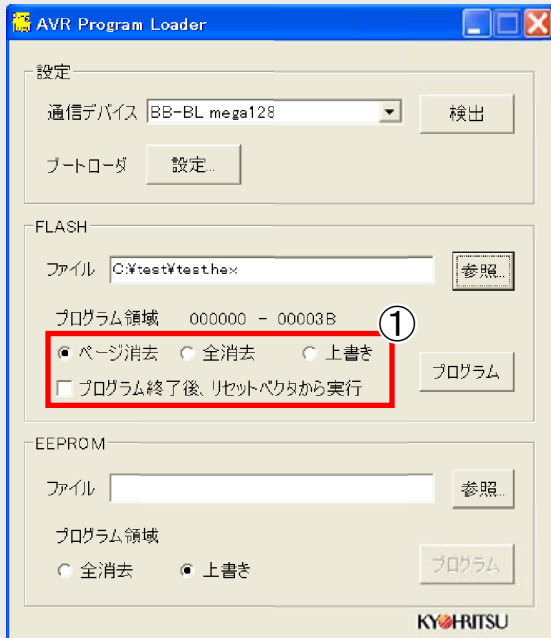 AVR Program Loader
設定
通信デバイス BB-BL mega128 検出
ブートローダ 設定...
FLASH
ファイル C:¥test¥test.hex 参照...
プログラム領域 000000 - 00003B ①
ページ消去 全消去 上書き
プログラム終了後、リセットベクタから実行
プログラム
EEPROM
ファイル 参照...
プログラム領域
全消去 上書き プログラム
KYOHRITSU